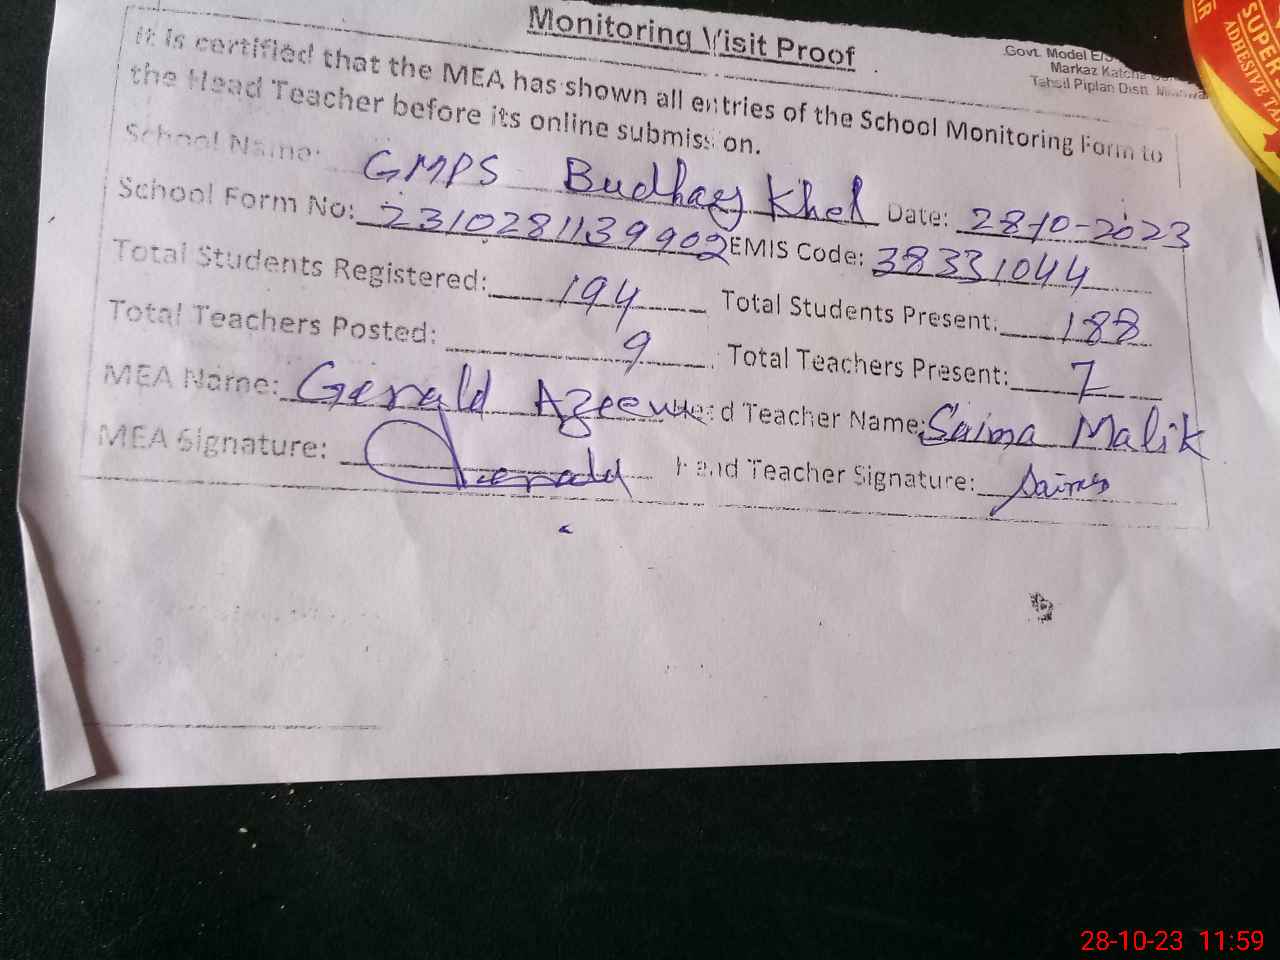 Monitoring Visit Proof
Govt. Model E/S
Markaz Katcha
Tahsil Piplan Distt.
SUPER
ADHESIVE TA
It is certified that the MEA has shown all entries of the School Monitoring Form to
the Head Teacher before its online submission.
School Name: GMPS Budhay Khel Date: 28-10-2023
School Form No: 2310281139902 EMIS Code: 38331044
Total Students Registered: 194 Total Students Present: 188
Total Teachers Posted: 9 Total Teachers Present: 7
MEA Name: Gerald Azeem Head Teacher Name: Saima Malik
MEA Signature: Gerald Head Teacher Signature: Saima
28-10-23 11:59